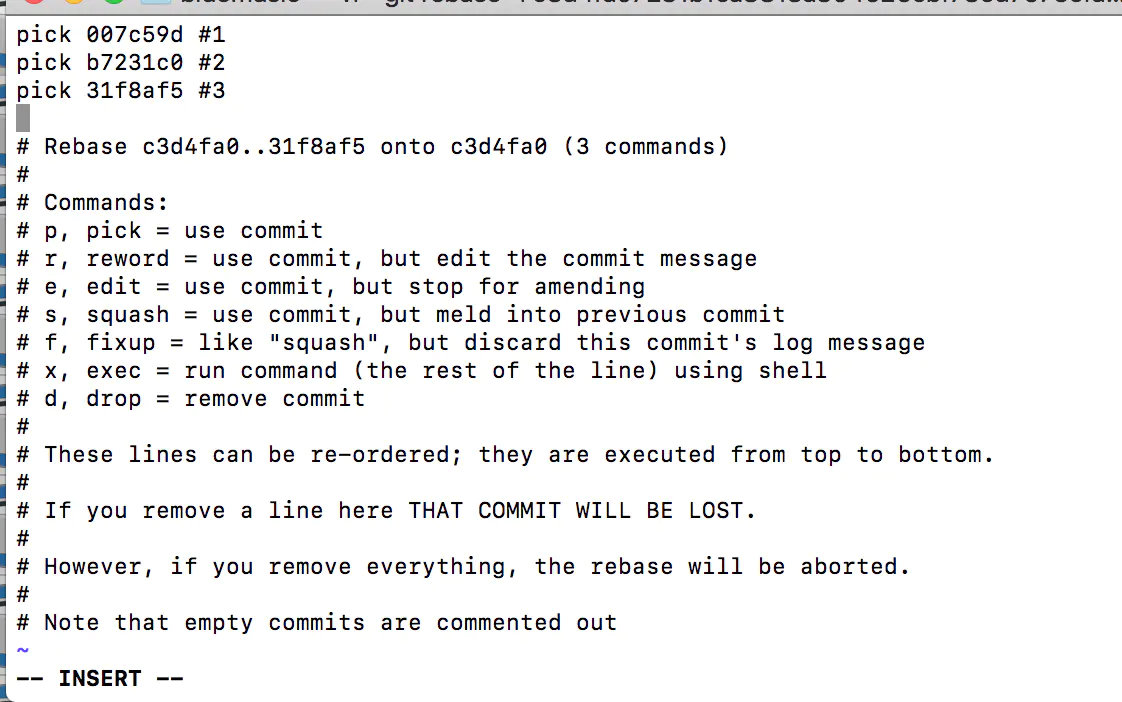 pick 007c59d #1
pick b7231c0 #2
pick 31f8af5 #3
# Rebase c3d4fa0..31f8af5 onto c3d4fa0 (3 commands)
#
# Commands:
# p, pick = use commit
# r, reword = use commit, but edit the commit message
# e, edit = use commit, but stop for amending
# s, squash = use commit, but meld into previous commit
# f, fixup = like "squash", but discard this commit's log message
# x, exec = run command (the rest of the line) using shell
# d, drop = remove commit
#
# These lines can be re-ordered; they are executed from top to bottom.
#
# If you remove a line here THAT COMMIT WILL BE LOST.
#
# However, if you remove everything, the rebase will be aborted.
#
# Note that empty commits are commented out
~
-- INSERT --